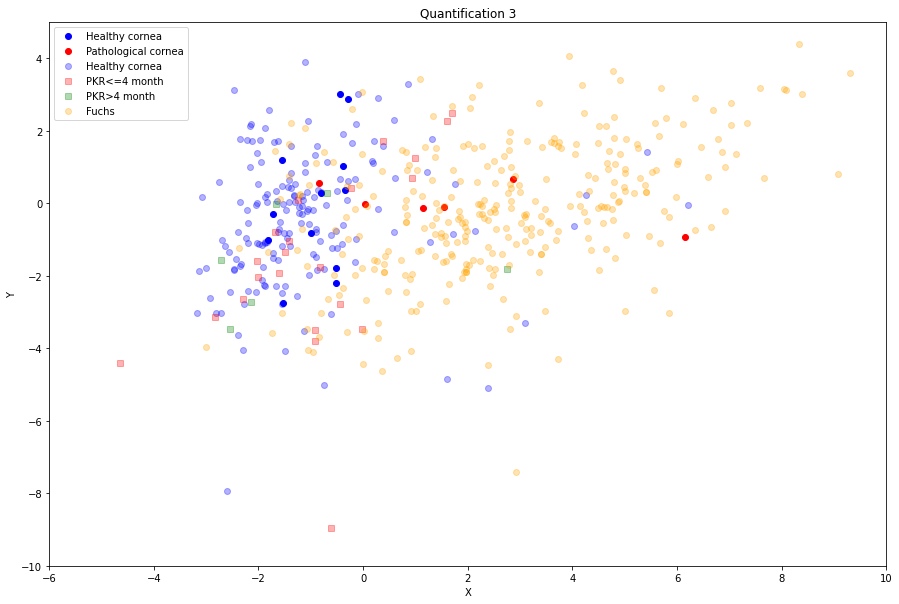 Quantification 3
Healthy cornea
Pathological cornea
Healthy cornea
PKR<=4 month
PKR>4 month
Fuchs
Y
4
2
0
−2
−4
−6
−8
−10
−6 −4 −2 0 2 4 6 8 10
X